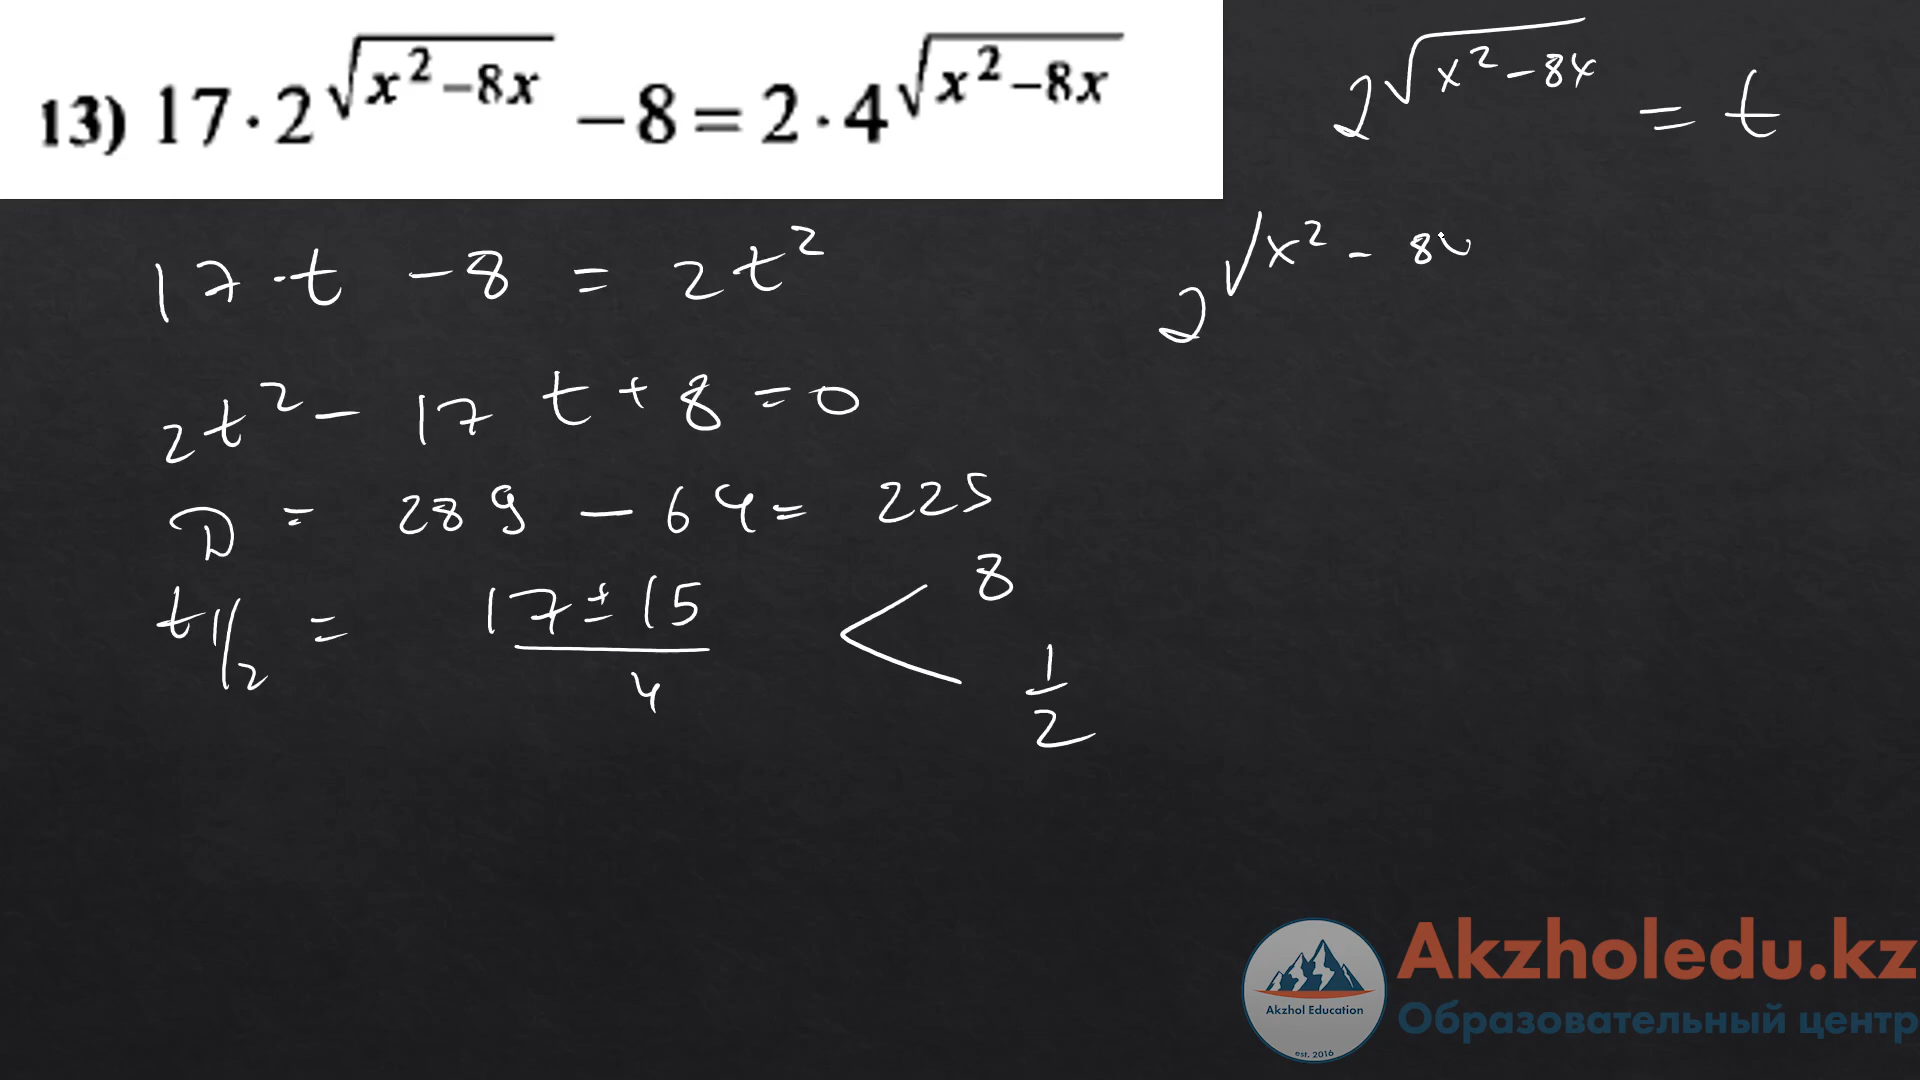 13) 17 · 2^√(x² − 8x) − 8 = 2 · 4^√(x² − 8x)
2^√(x² − 8x) = t
17 · t − 8 = 2t²
2^√x² − 8
2t² − 17t + 8 = 0
D = 289 − 64 = 225
t1/2 = (17 ± 15)/4 < 8
1/2
Akzholedu.kz
Образовательный центр
Akzhol Education
est. 2016